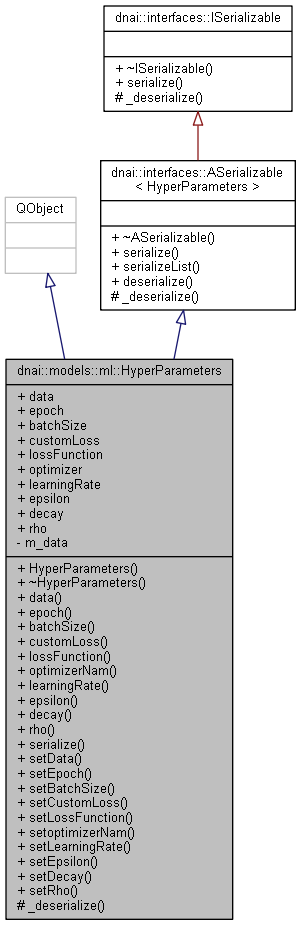 dnai::interfaces::ISerializable
+ ~ISerializable()
+ serialize()
# _deserialize()
dnai::interfaces::ASerializable
< HyperParameters >
+ ~ASerializable()
+ serialize()
+ serializeList()
+ deserialize()
# _deserialize()
QObject
dnai::models::ml::HyperParameters
+ data
+ epoch
+ batchSize
+ customLoss
+ lossFunction
+ optimizer
+ learningRate
+ epsilon
+ decay
+ rho
- m_data
+ HyperParameters()
+ ~HyperParameters()
+ data()
+ epoch()
+ batchSize()
+ customLoss()
+ lossFunction()
+ optimizerNam()
+ learningRate()
+ epsilon()
+ decay()
+ rho()
+ serialize()
+ setData()
+ setEpoch()
+ setBatchSize()
+ setCustomLoss()
+ setLossFunction()
+ setoptimizerNam()
+ setLearningRate()
+ setEpsilon()
+ setDecay()
+ setRho()
# _deserialize()